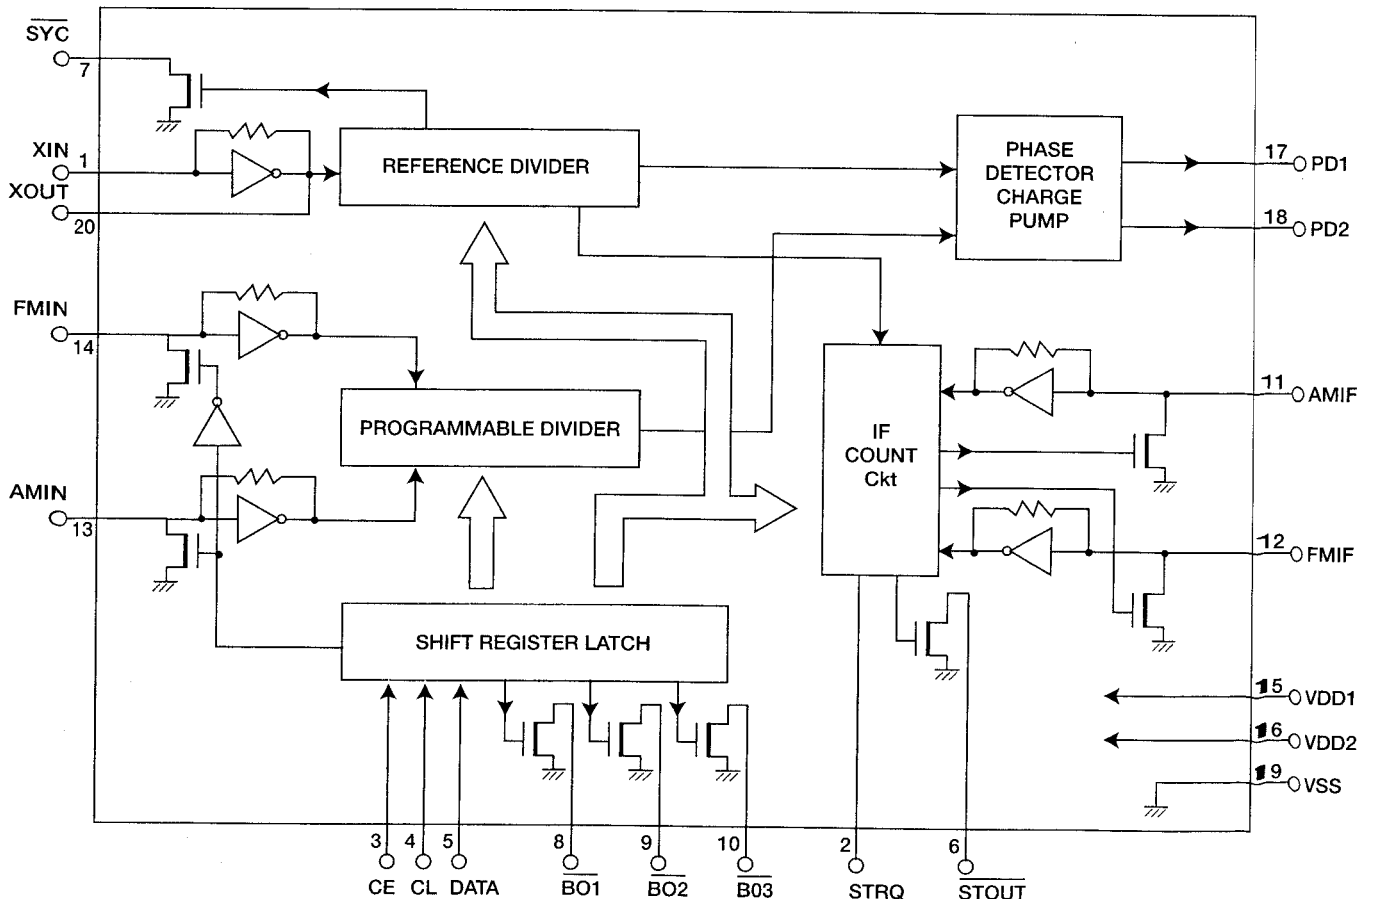 SYC
7
XIN
1
XOUT
20
REFERENCE DIVIDER
PHASE
DETECTOR
CHARGE
PUMP
17
PD1
18
PD2
FMIN
14
PROGRAMMABLE DIVIDER
IF
COUNT
Ckt
11
AMIF
AMIN
13
12
FMIF
SHIFT REGISTER LATCH
15
VDD1
16
VDD2
19
VSS
3
4
5
8
9
10
2
6
CE
CL
DATA
BO1
BO2
B03
STRQ
STOUT